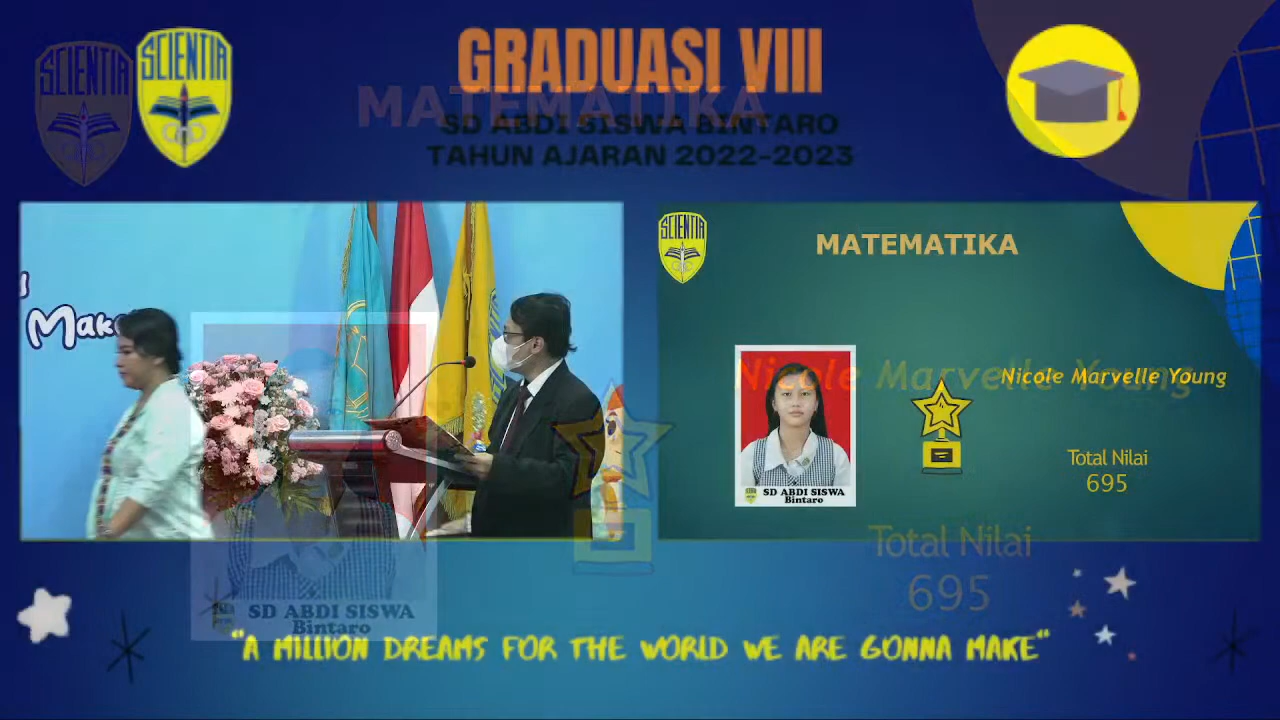 SCIENTIA
SCIENTIA
GRADUASI VIII
MATEMATIKA
SD ABDI SISWA BINTARO
TAHUN AJARAN 2022-2023
Make
SCIENTIA
MATEMATIKA
Nicole Marvelle Young
Nicole Marvelle Young
Total Nilai
695
SD ABDI SISWA
Bintaro
Total Nilai
695
SD ABDI SISWA
Bintaro
"A MILLION DREAMS FOR THE WORLD WE ARE GONNA MAKE"